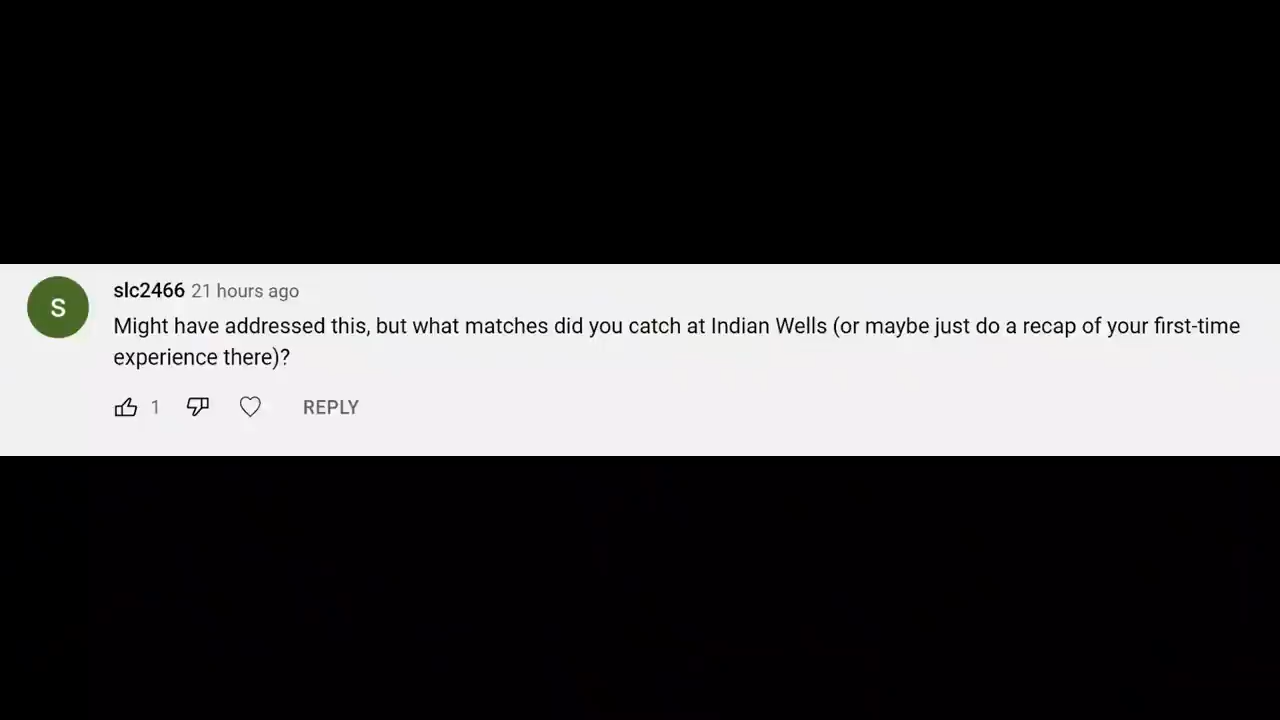 S
slc2466 21 hours ago
Might have addressed this, but what matches did you catch at Indian Wells (or maybe just do a recap of your first-time
experience there)?
1 REPLY